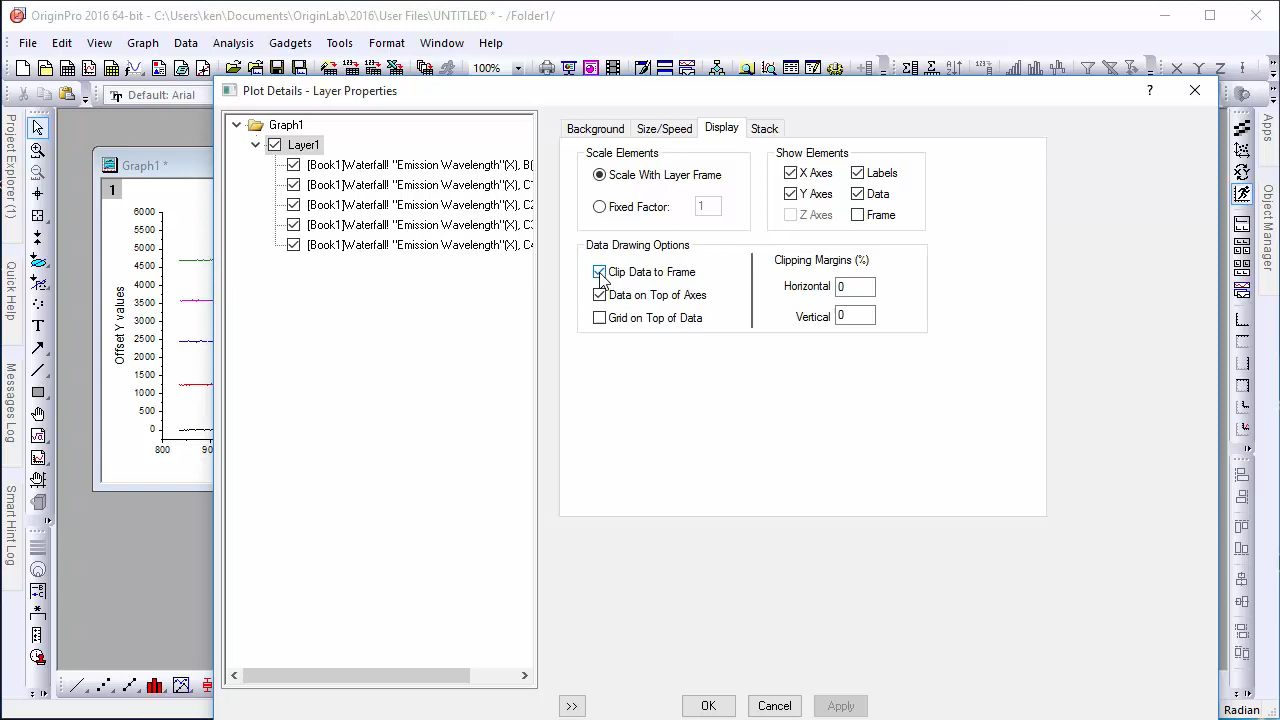 OriginPro 2016 64-bit - C:\Users\ken\Documents\OriginLab\2016\User Files\UNTITLED * - /Folder1/
File Edit View Graph Data Analysis Gadgets Tools Format Window Help
100%
Default: Arial
Plot Details - Layer Properties
?
Project Explorer (1)
Quick Help
Messages Log
Smart Hint Log
Apps
Object Manager
Graph1 *
1
Offset Y values
6000
5500
5000
4500
4000
3500
3000
2500
2000
1500
1000
500
0
800
Graph1
Layer1
[Book1]Waterfall! "Emission Wavelength"(X), B(
[Book1]Waterfall! "Emission Wavelength"(X), C
[Book1]Waterfall! "Emission Wavelength"(X), C
[Book1]Waterfall! "Emission Wavelength"(X), C
[Book1]Waterfall! "Emission Wavelength"(X), C
Background Size/Speed Display Stack
Scale Elements
Scale With Layer Frame
Fixed Factor:
Show Elements
X Axes Labels
Y Axes Data
Z Axes Frame
Data Drawing Options
Clip Data to Frame
Data on Top of Axes
Grid on Top of Data
Clipping Margins (%)
Horizontal 0
Vertical 0
>> OK Cancel Apply
Radian